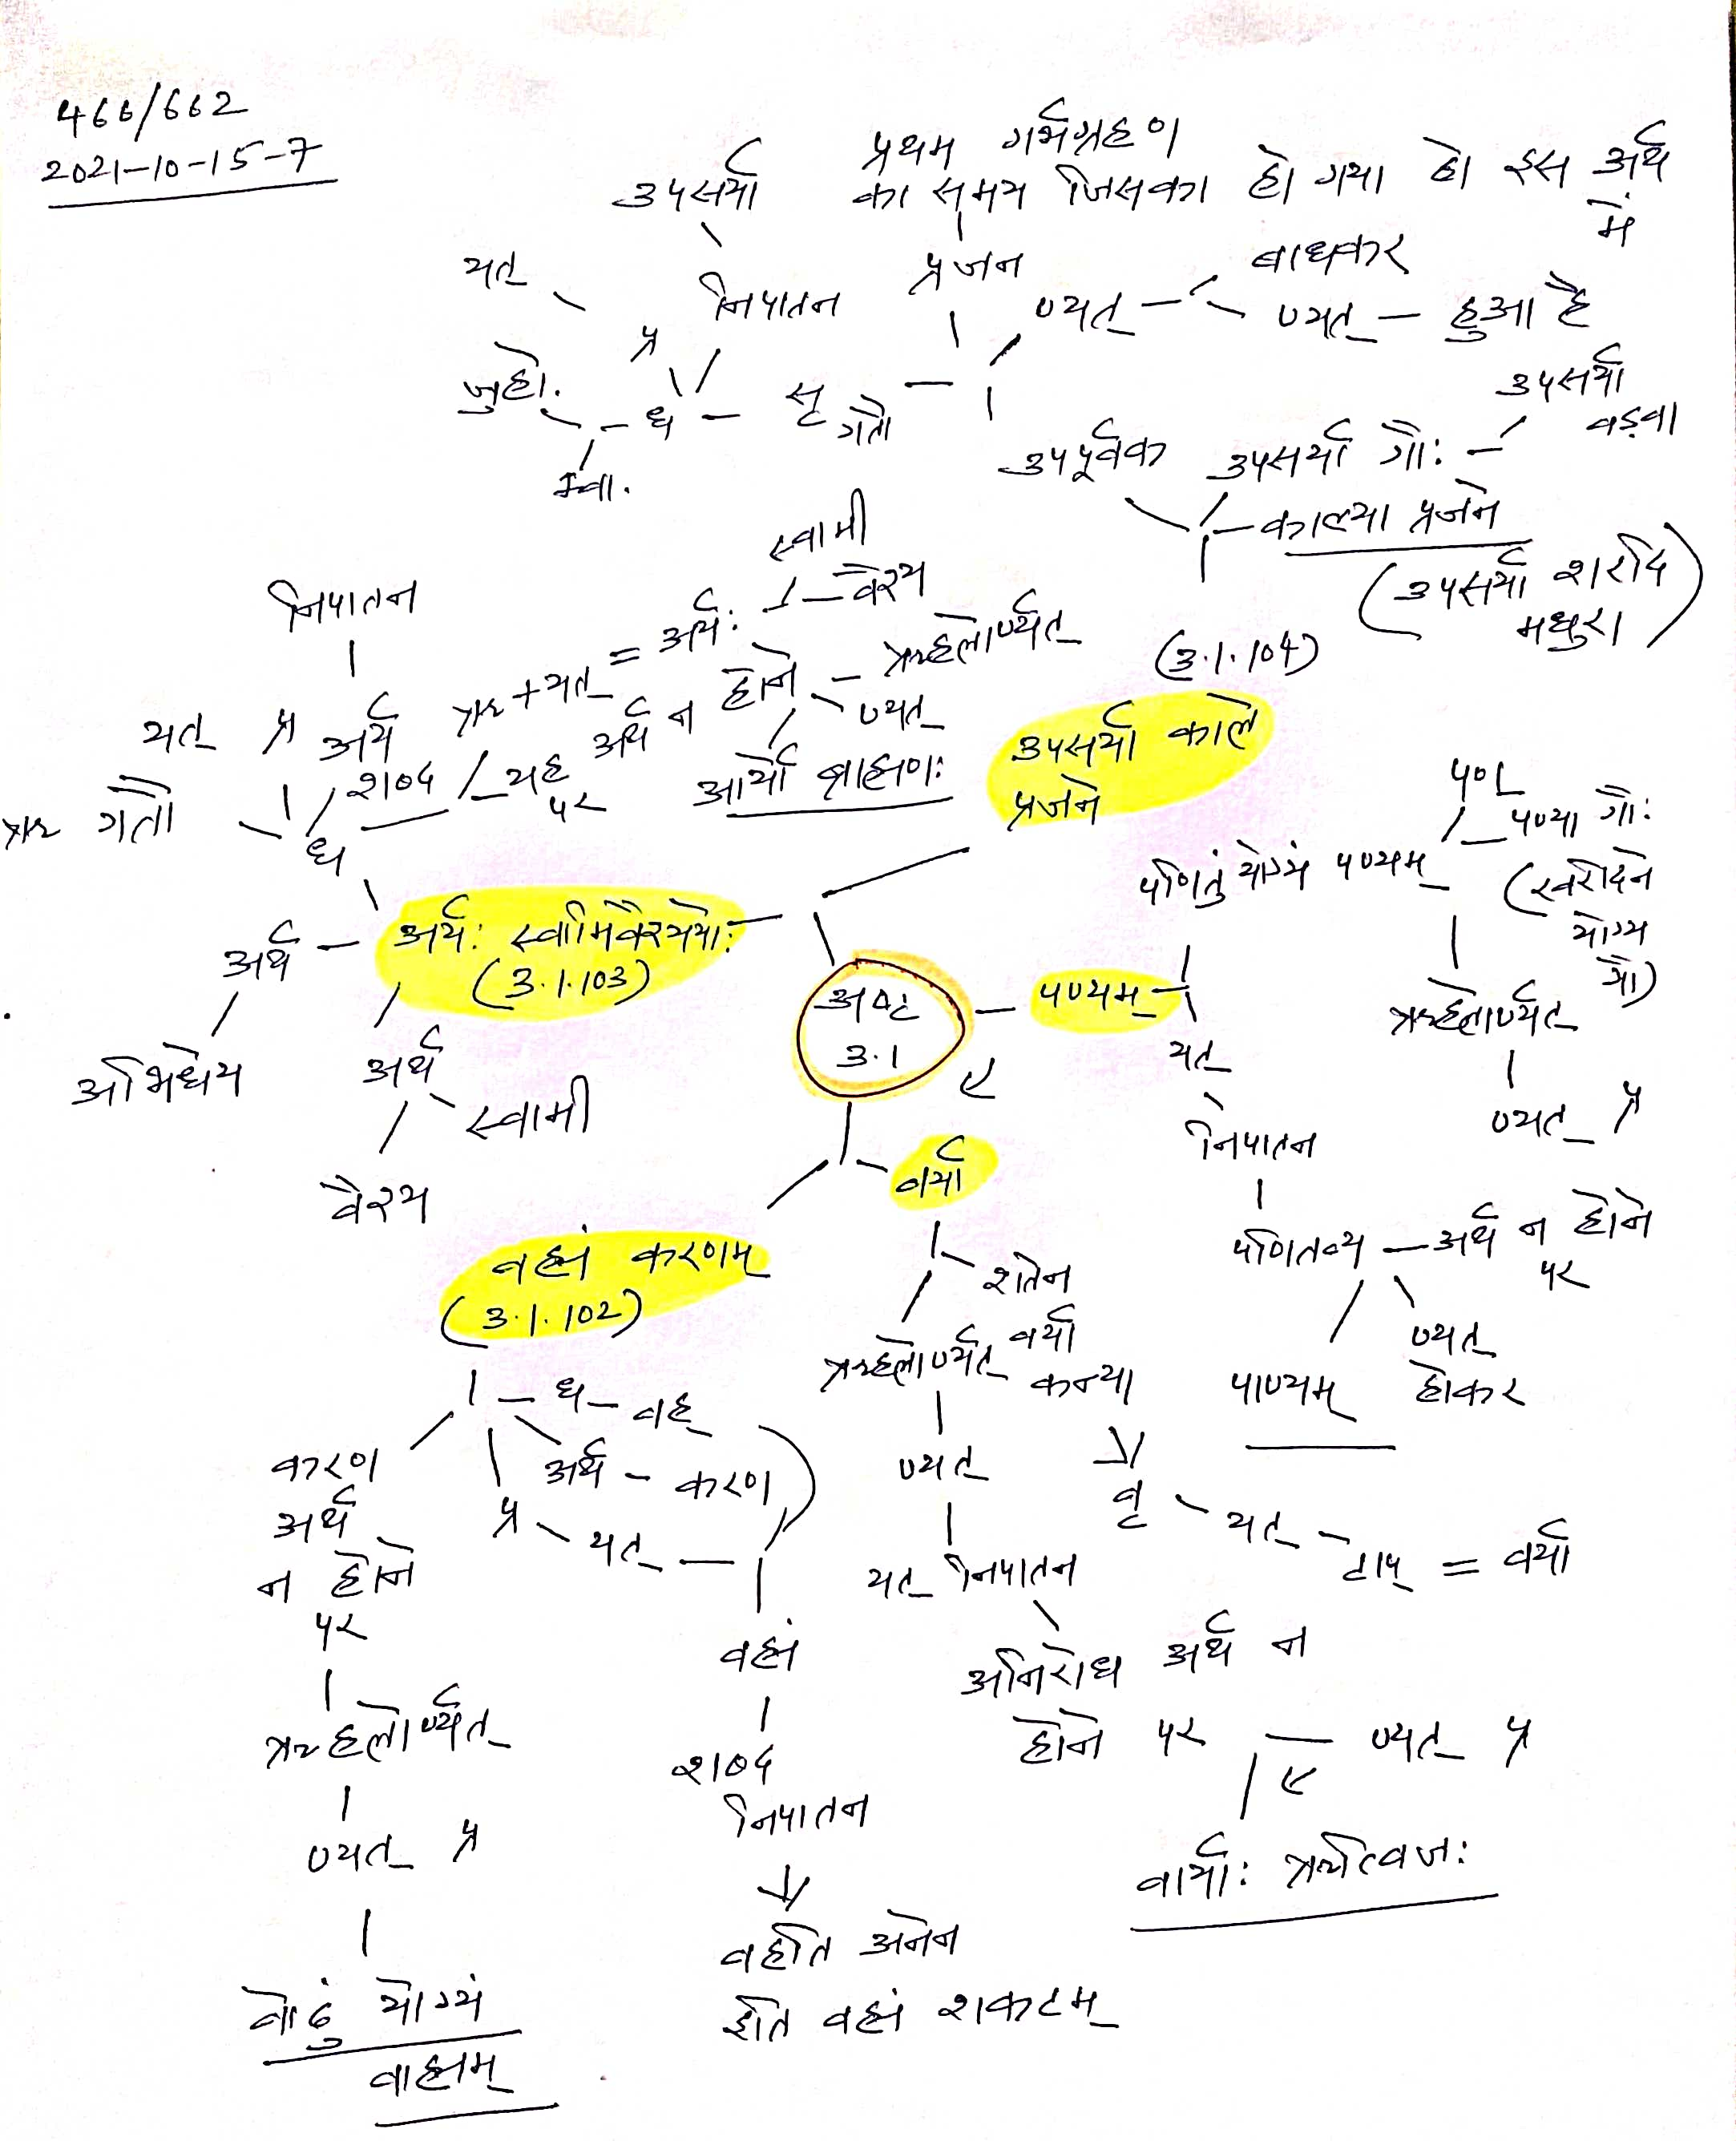 466/662
2021-10-15-7
उपसर्या
प्रथम गर्भग्रहण
का समय जिसका हो गया हो इस अर्थ
में
यत्
निपातन
प्रजन
ण्यत्
बाधकर
ण्यत् - हुआ है
प्र
जुहो.
ध - सृ
गतौ
भ्वा.
उपपूर्वक
उपसर्या गौः
उपसर्या
वडवा
काल्या प्रजने
(उपसर्या शरदि
मथुरा)
(3.1.104)
उपसर्या काले
प्रजने
निपातन
यत् प्र
अर्य
शब्द
ऋ गतौ
ध
ऋ + यत् = अर्यः
स्वामी
वैश्य
यह अर्थ न होने
पर
ऋहलोर्ण्यत्
ण्यत्
आर्यो ब्राह्मणः
अर्यः स्वामिवैश्ययोः
(3.1.103)
अर्थ
अभिधेय
अर्थ
स्वामी
वैश्य
अष्ट
3.1
पण्यम्
पण्
पण्या गौः
(खरीदने
योग्य
गौ)
पणितुं योग्यं पण्यम्
ऋहलोर्ण्यत्
ण्यत् प्र
यत्
निपातन
पणितव्य - अर्थ न होने
पर
ण्यत्
होकर
पाण्यम्
वर्या
शतेन
वर्या
कन्या
ऋहलोर्ण्यत्
ण्यत्
यत् निपातन
वृ - यत् - टाप् = वर्या
अनिरोध अर्थ न
होने पर - ण्यत् प्र
वार्याः ऋत्विजः
वह्यं करणम्
(3.1.102)
ध - वह्
अर्थ - करण
प्र - यत्
करण
अर्थ
न होने
पर
ऋहलोर्ण्यत्
ण्यत् प्र
वोढुं योग्यं
वाह्यम्
वह्यं
शब्द
निपातन
वहति अनेन
इति वह्यं शकटम्